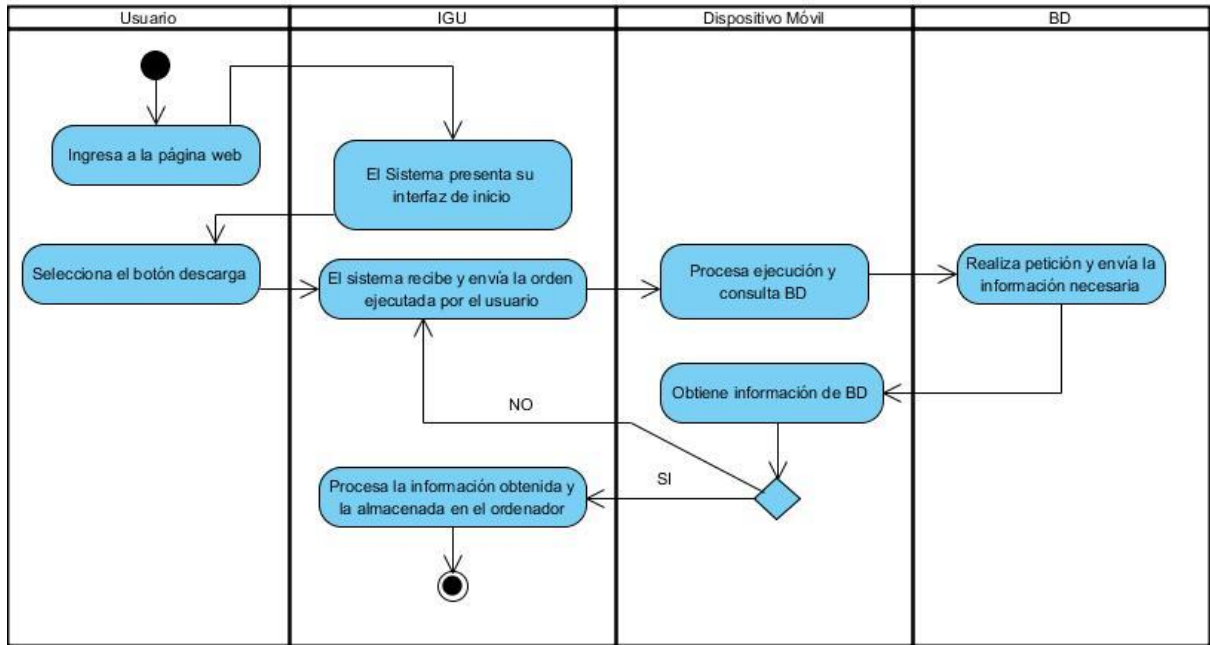 Usuario
IGU
Dispositivo Móvil
BD
Ingresa a la página web
El Sistema presenta su
interfaz de inicio
Selecciona el botón descarga
El sistema recibe y envía la orden
ejecutada por el usuario
Procesa ejecución y
consulta BD
Realiza petición y envía la
información necesaria
Obtiene información de BD
NO
SI
Procesa la información obtenida y
la almacenada en el ordenador